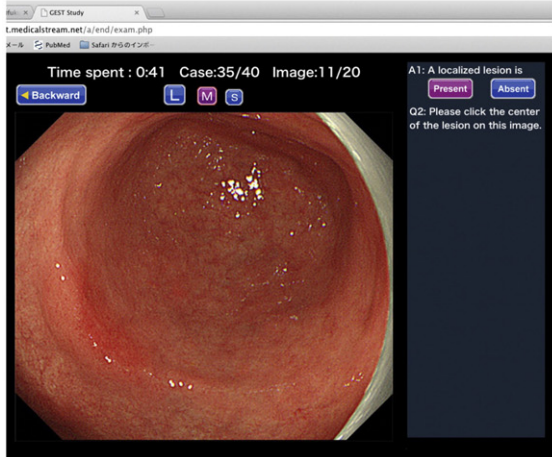 GEST Study
t.medicalstream.net/a/end/exam.php
メール PubMed Safari からのインポ…
Time spent : 0:41 Case:35/40 Image:11/20
Backward L M S
A1: A localized lesion is
Present Absent
Q2: Please click the center
of the lesion on this image.